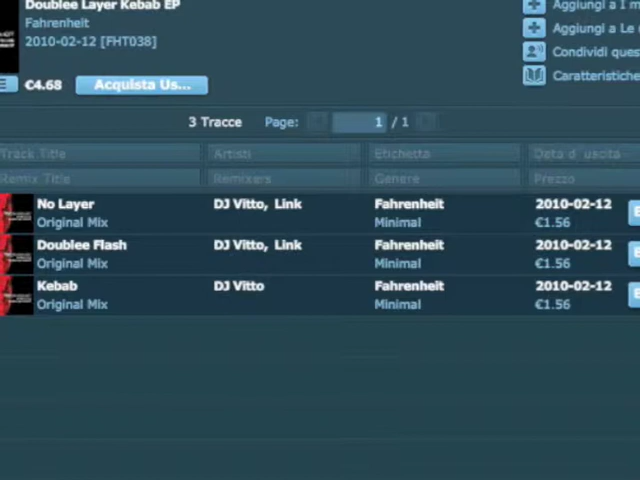 Doublee Layer Kebab EP
Fahrenheit
2010-02-12 [FHT038]
€4.68 Acquista Us...
Aggiungi a I m
Aggiungi a Le
Condividi ques
Caratteristiche
3 Tracce Page: 1 / 1
Track Title Artisti Etichetta Data d'uscita
Remix Title Remixers Genere Prezzo
No Layer DJ Vitto, Link Fahrenheit 2010-02-12
Original Mix Minimal €1.56
Doublee Flash DJ Vitto, Link Fahrenheit 2010-02-12
Original Mix Minimal €1.56
Kebab DJ Vitto Fahrenheit 2010-02-12
Original Mix Minimal €1.56